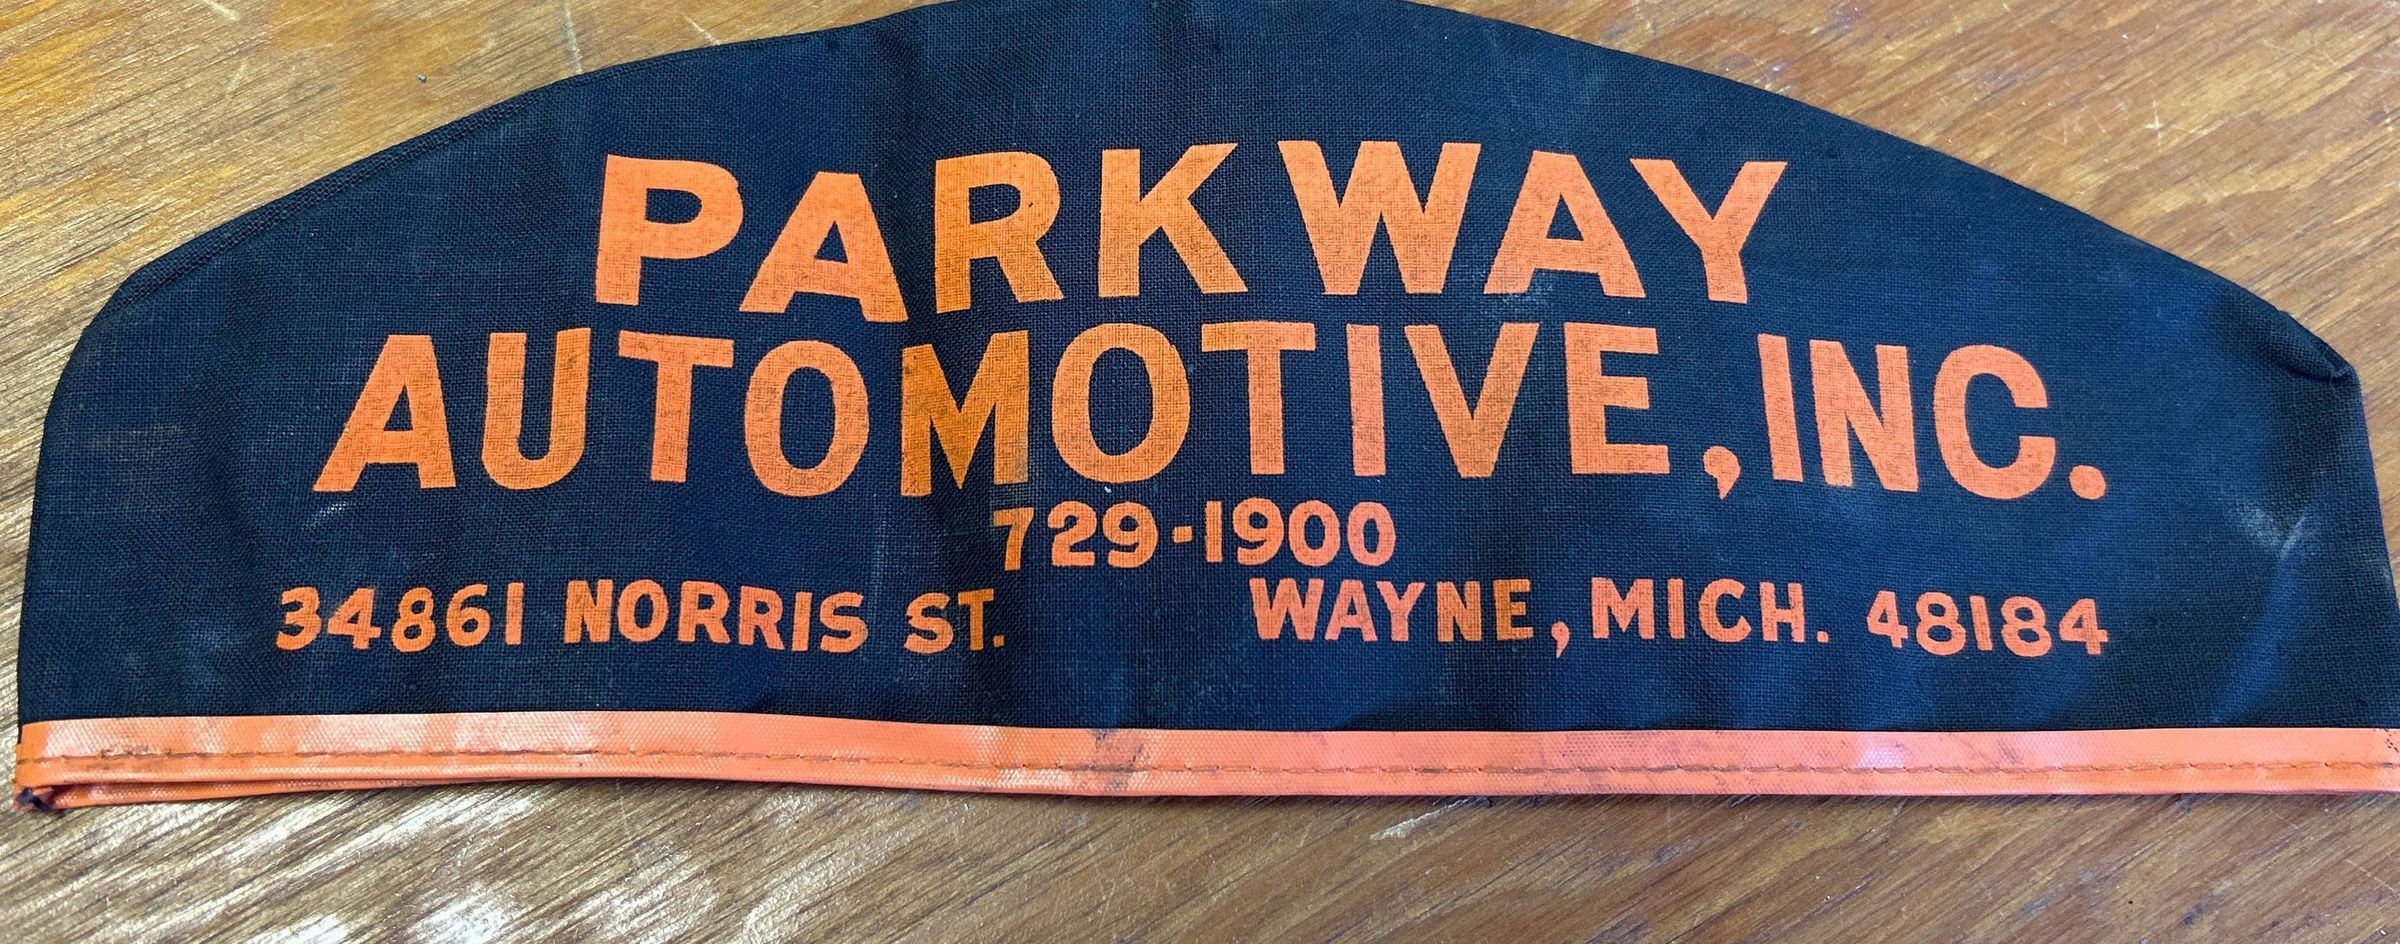 PARKWAY
AUTOMOTIVE, INC.
729-1900
34861 NORRIS ST. WAYNE, MICH. 48184